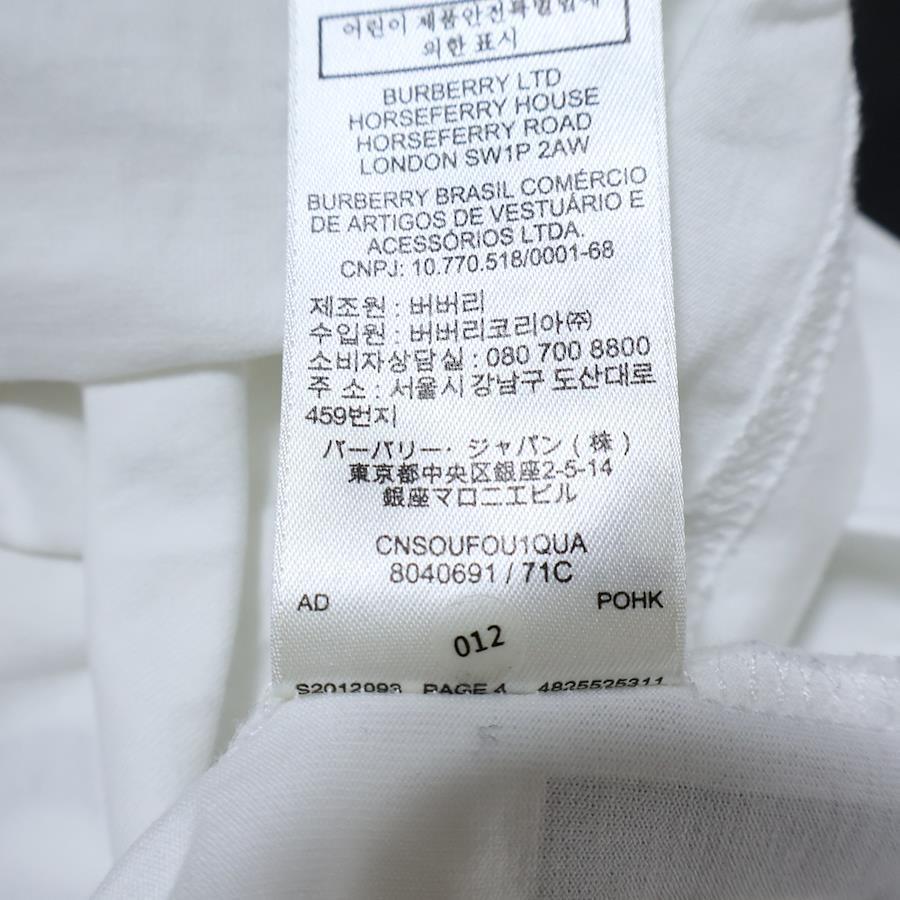 어린이 제품안전특별법에
의한 표시
BURBERRY LTD
HORSEFERRY HOUSE
HORSEFERRY ROAD
LONDON SW1P 2AW
BURBERRY BRASIL COMÉRCIO
DE ARTIGOS DE VESTUÁRIO E
ACESSÓRIOS LTDA.
CNPJ: 10.770.518/0001-68
제조원 : 버버리
수입원 : 버버리코리아㈜
소비자상담실 : 080 700 8800
주 소 : 서울시 강남구 도산대로
459번지
バーバリー・ジャパン ( 株 )
東京都中央区銀座2-5-14
銀座マロニエビル
CNSOUFOU1QUA
8040691 / 71C
AD POHK
012
S2012093 PAGE 4 4825525311